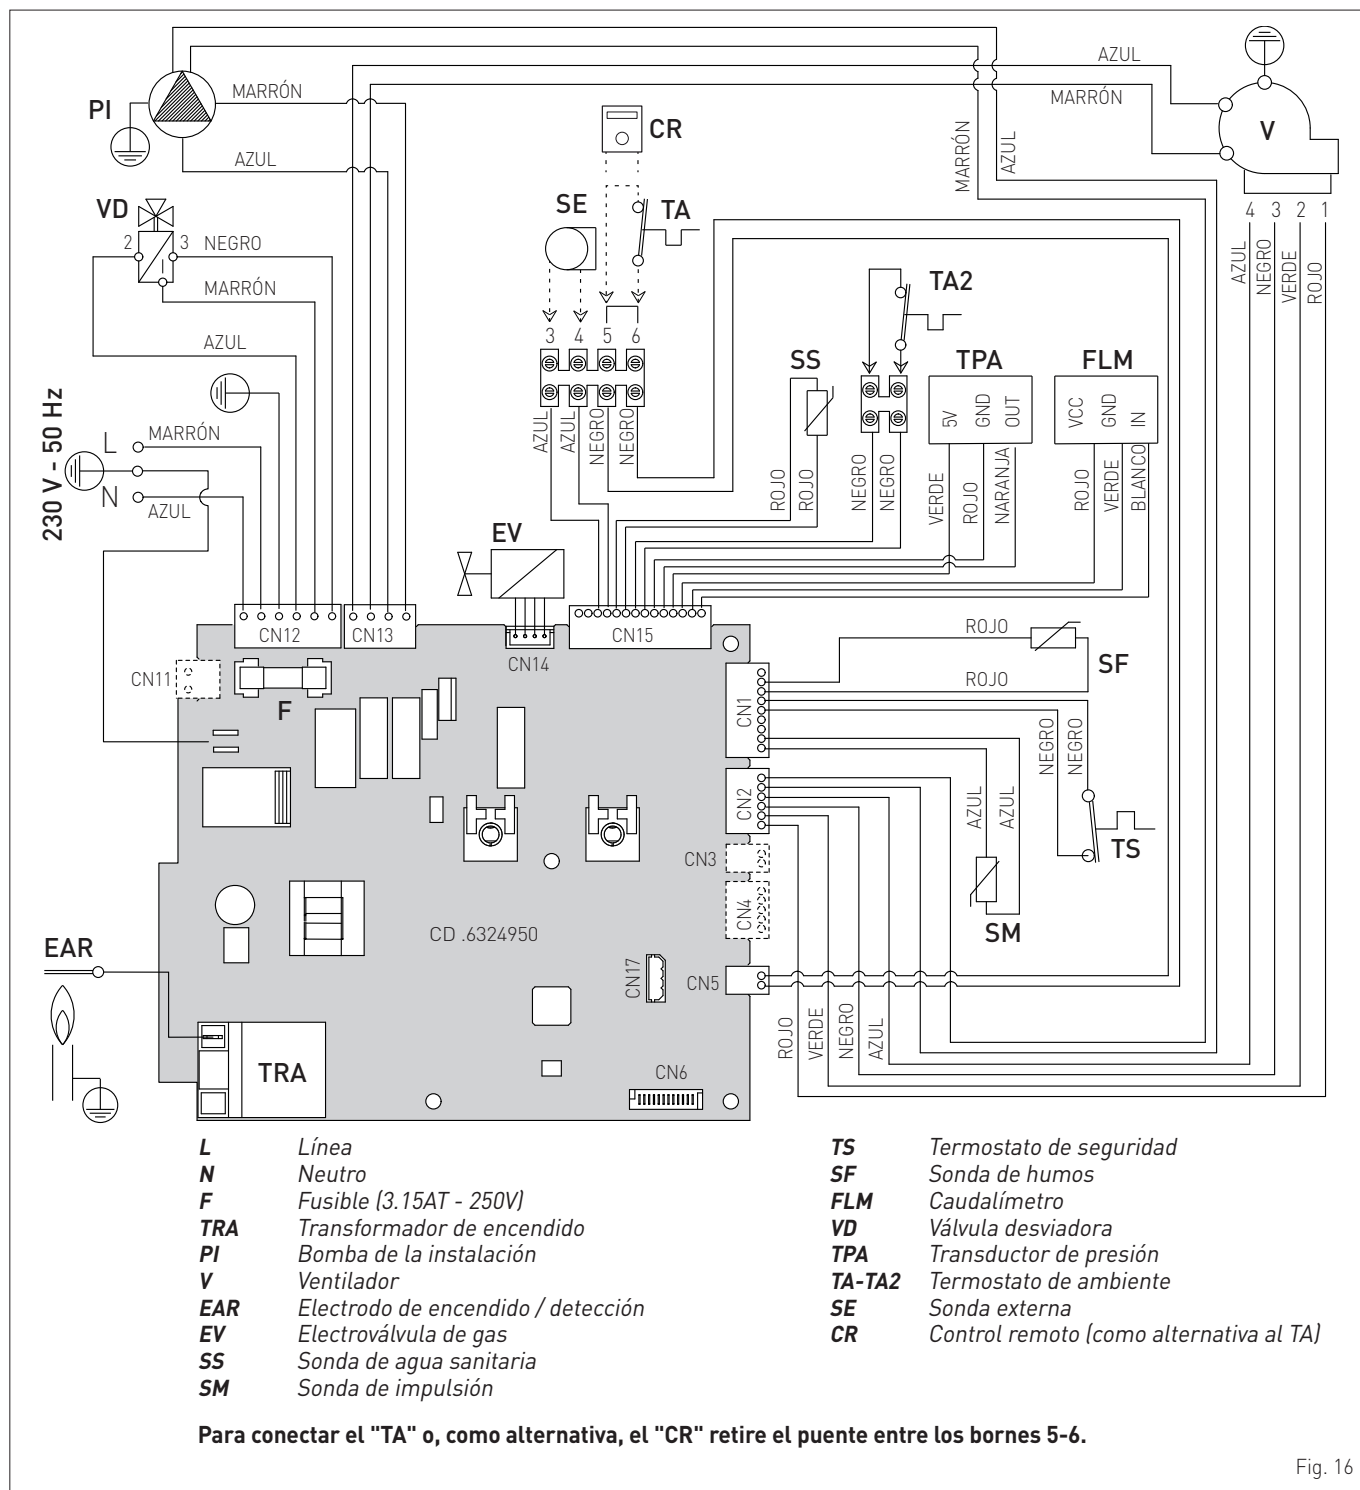 AZUL
MARRÓN
MARRÓN
PI
CR
V
AZUL
MARRÓN
AZUL
VD
SE
TA
2
3
NEGRO
4
3
2
1
AZUL
NEGRO
VERDE
ROJO
MARRÓN
TA2
AZUL
3
4
5
6
SS
TPA
FLM
230 V - 50 Hz
5V
GND
OUT
VCC
GND
IN
L
MARRÓN
AZUL
AZUL
NEGRO
NEGRO
ROJO
ROJO
NEGRO
NEGRO
VERDE
ROJO
NARANJA
ROJO
VERDE
BLANCO
N
AZUL
EV
CN12
CN13
CN14
CN15
ROJO
SF
CN11
F
ROJO
CN1
NEGRO
NEGRO
CN2
AZUL
AZUL
TS
CN3
CN4
SM
CD .6324950
EAR
CN17
CN5
ROJO
VERDE
NEGRO
AZUL
TRA
CN6
L Línea
N Neutro
F Fusible (3.15AT - 250V)
TRA Transformador de encendido
PI Bomba de la instalación
V Ventilador
EAR Electrodo de encendido / detección
EV Electroválvula de gas
SS Sonda de agua sanitaria
SM Sonda de impulsión
TS Termostato de seguridad
SF Sonda de humos
FLM Caudalímetro
VD Válvula desviadora
TPA Transductor de presión
TA-TA2 Termostato de ambiente
SE Sonda externa
CR Control remoto (como alternativa al TA)
Para conectar el "TA" o, como alternativa, el "CR" retire el puente entre los bornes 5-6.
Fig. 16